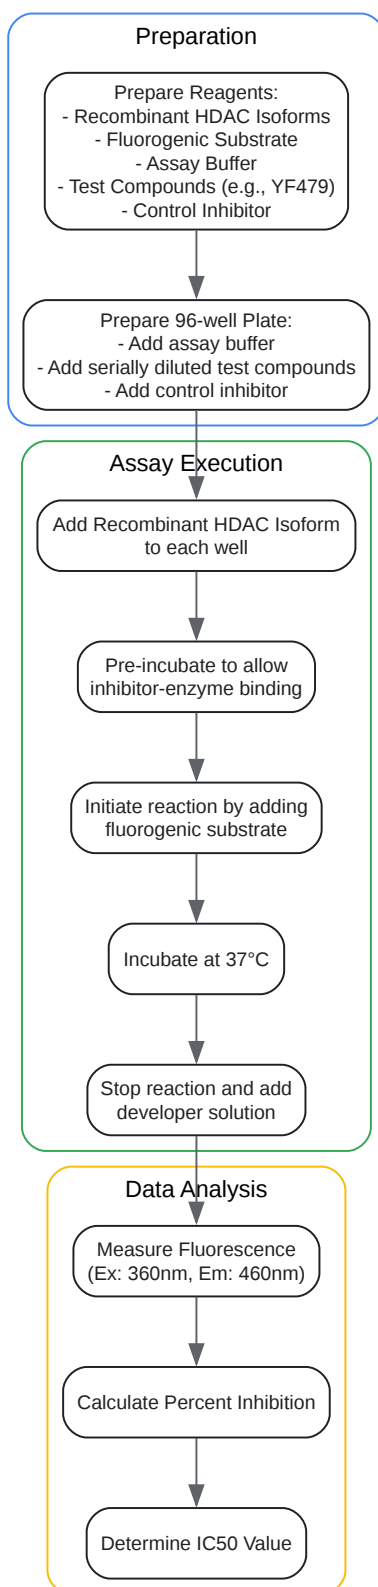 Preparation
Prepare Reagents:
- Recombinant HDAC Isoforms
- Fluorogenic Substrate
- Assay Buffer
- Test Compounds (e.g., YF479)
- Control Inhibitor
Prepare 96-well Plate:
- Add assay buffer
- Add serially diluted test compounds
- Add control inhibitor
Assay Execution
Add Recombinant HDAC Isoform
to each well
Pre-incubate to allow
inhibitor-enzyme binding
Initiate reaction by adding
fluorogenic substrate
Incubate at 37°C
Stop reaction and add
developer solution
Data Analysis
Measure Fluorescence
(Ex: 360nm, Em: 460nm)
Calculate Percent Inhibition
Determine IC50 Value